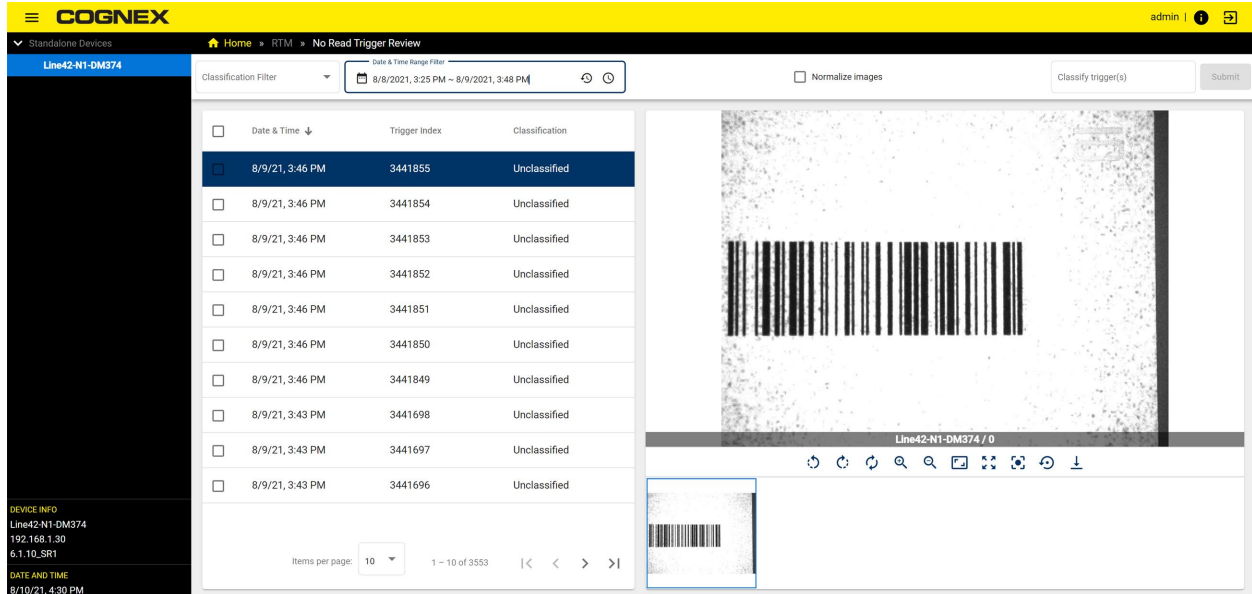 COGNEX
admin |
Standalone Devices
Home » RTM » No Read Trigger Review
Line42-N1-DM374
Classification Filter
Date & Time Range Filter
8/8/2021, 3:25 PM ~ 8/9/2021, 3:48 PM
Normalize images
Classify trigger(s)
Submit
Date & Time Trigger Index Classification
8/9/21, 3:46 PM 3441855 Unclassified
8/9/21, 3:46 PM 3441854 Unclassified
8/9/21, 3:46 PM 3441853 Unclassified
8/9/21, 3:46 PM 3441852 Unclassified
8/9/21, 3:46 PM 3441851 Unclassified
8/9/21, 3:46 PM 3441850 Unclassified
8/9/21, 3:46 PM 3441849 Unclassified
8/9/21, 3:43 PM 3441698 Unclassified
8/9/21, 3:43 PM 3441697 Unclassified
8/9/21, 3:43 PM 3441696 Unclassified
Items per page: 10 1 – 10 of 3553
Line42-N1-DM374 / 0
DEVICE INFO
Line42-N1-DM374
192.168.1.30
6.1.10_SR1
DATE AND TIME
8/10/21, 4:30 PM